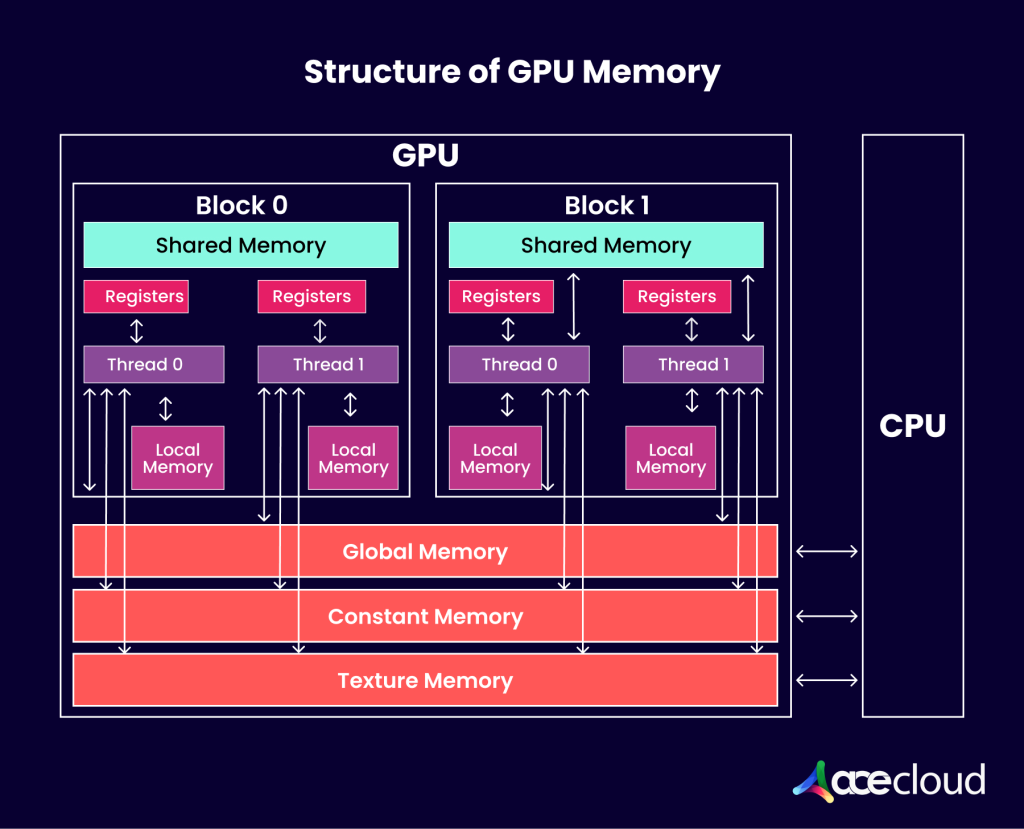 Structure of GPU Memory
GPU
Block 0
Shared Memory
Registers
Registers
Thread 0
Thread 1
Local
Memory
Local
Memory
Block 1
Shared Memory
Registers
Registers
Thread 0
Thread 1
Local
Memory
Local
Memory
Global Memory
Constant Memory
Texture Memory
CPU
acecloud